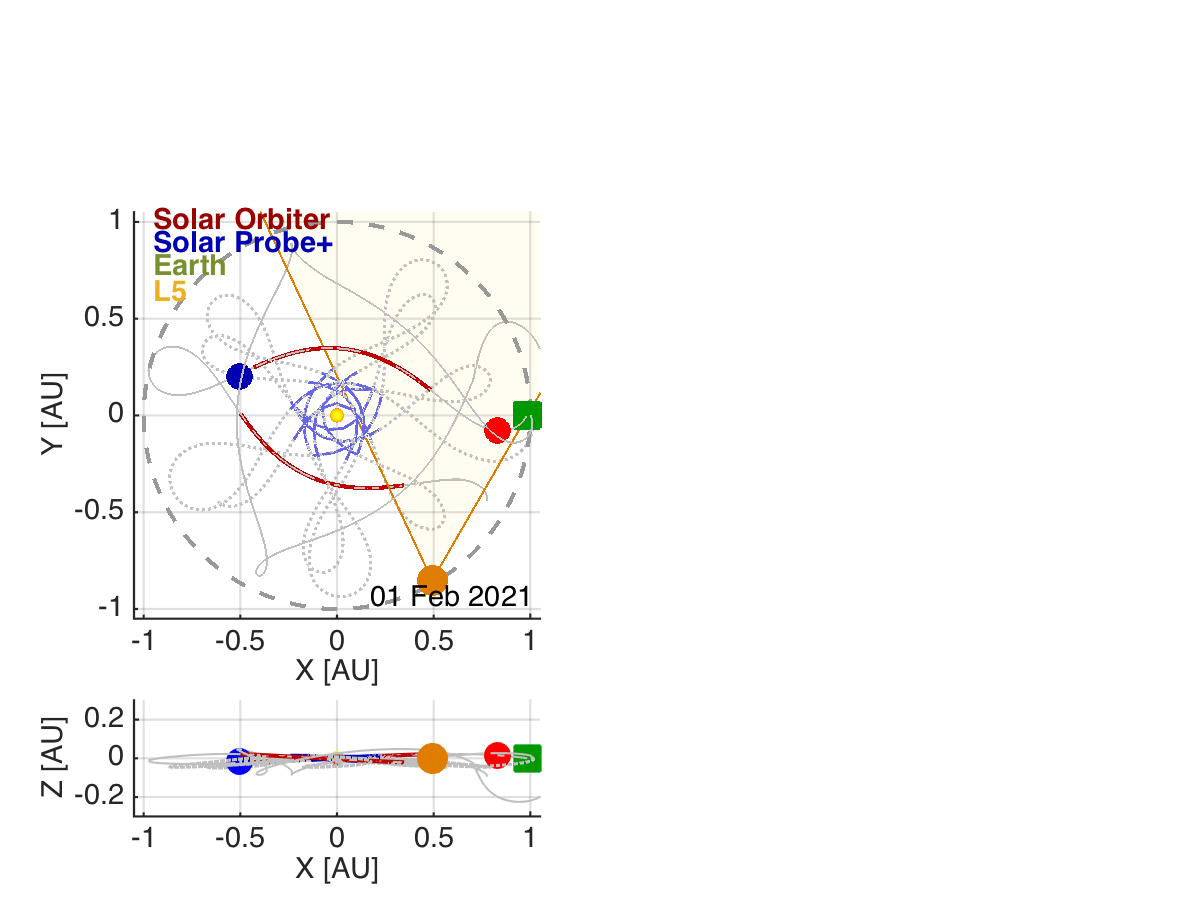 Solar Orbiter
Solar Probe+
Earth
L5
1
0.5
0
-0.5
-1
Y [AU]
01 Feb 2021
-1 -0.5 0 0.5 1
X [AU]
0.2
0
-0.2
Z [AU]
-1 -0.5 0 0.5 1
X [AU]